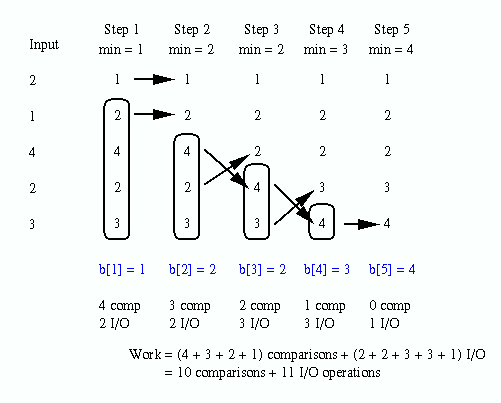 Step 1 Step 2 Step 3 Step 4 Step 5
Input min = 1 min = 2 min = 2 min = 3 min = 4
2 1 1 1 1 1
1 2 2 2 2 2
4 4 4 2 2 2
2 2 2 4 3 3
3 3 3 3 4 4
b[1] = 1 b[2] = 2 b[3] = 2 b[4] = 3 b[5] = 4
4 comp 3 comp 2 comp 1 comp 0 comp
2 I/O 2 I/O 3 I/O 3 I/O 1 I/O
Work = (4 + 3 + 2 + 1) comparisons + (2 + 2 + 3 + 3 + 1) I/O
= 10 comparisons + 11 I/O operations